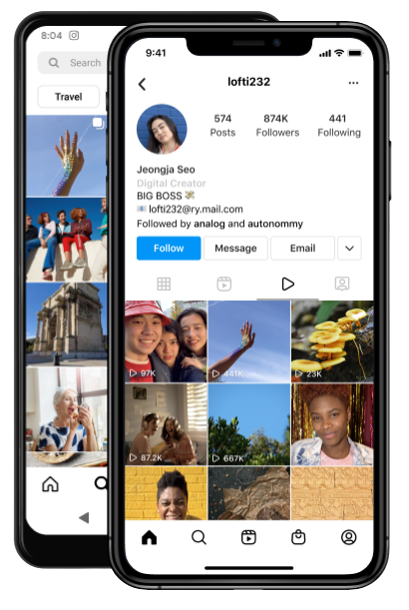 8:04
Search
Travel
9:41
lofti232
574
874K
441
Posts
Followers
Following
Jeongja Seo
Digital Creator
BIG BOSS
lofti232@ry.mail.com
Followed by analog and autonommy
Follow
Message
Email
97K
441K
23K
87.2K
667K